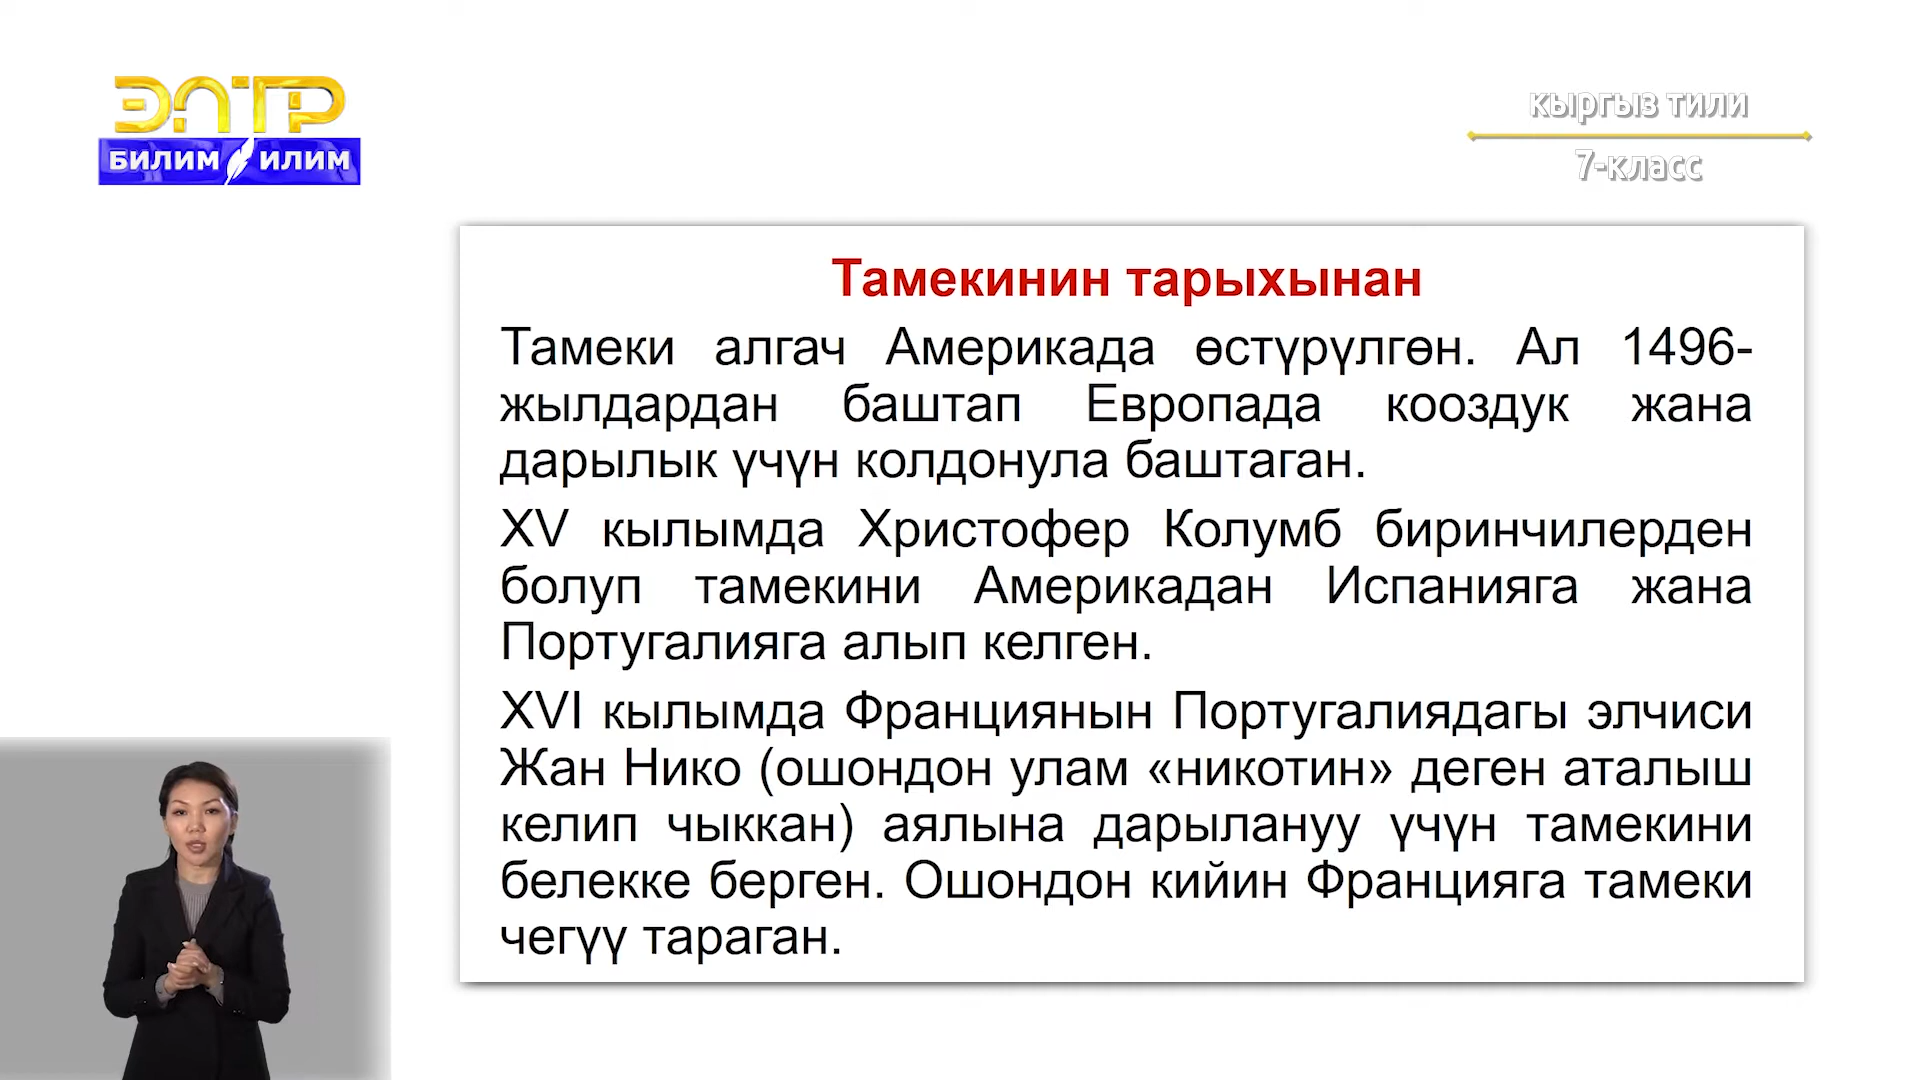 ЭЛТР
БИЛИМ ИЛИМ
кыргыз тили
7-класс
Тамекинин тарыхынан
Тамеки алгач Америкада өстүрүлгөн. Ал 1496-
жылдардан баштап Европада кооздук жана
дарылык үчүн колдонула баштаган.
XV кылымда Христофер Колумб биринчилерден
болуп тамекини Америкадан Испанияга жана
Португалияга алып келген.
XVI кылымда Франциянын Португалиядагы элчиси
Жан Нико (ошондон улам «никотин» деген аталыш
келип чыккан) аялына дарылануу үчүн тамекини
белекке берген. Ошондон кийин Францияга тамеки
чегүү тараган.